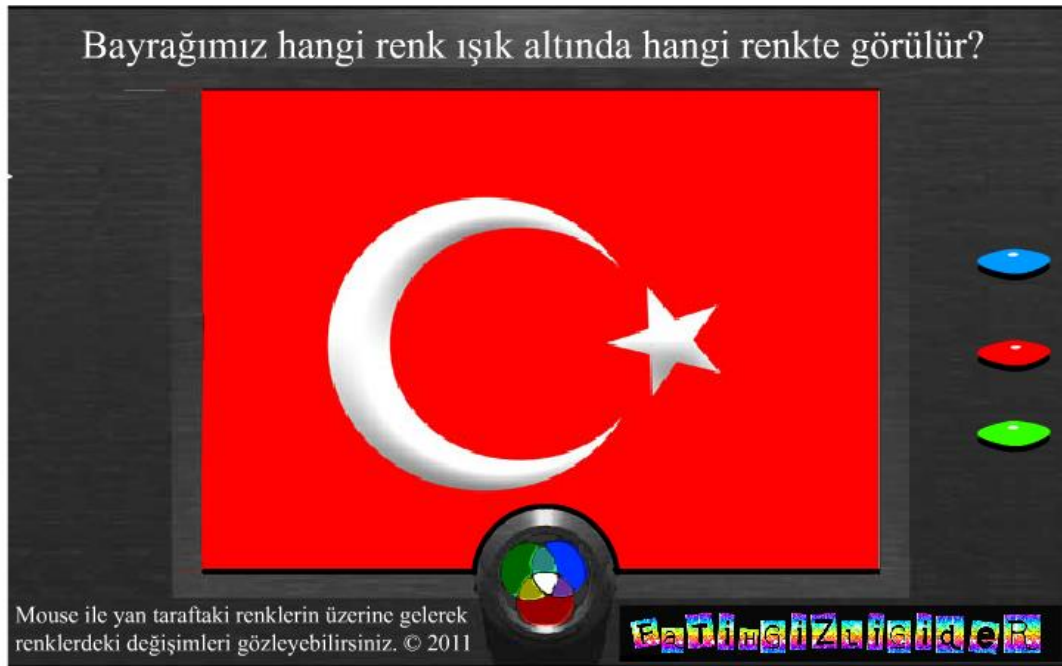 Bayrağımız hangi renk ışık altında hangi renkte görülür?
Mouse ile yan taraftaki renklerin üzerine gelerek
renklerdeki değişimleri gözleyebilirsiniz. © 2011
FaTiHGiZLiGideR